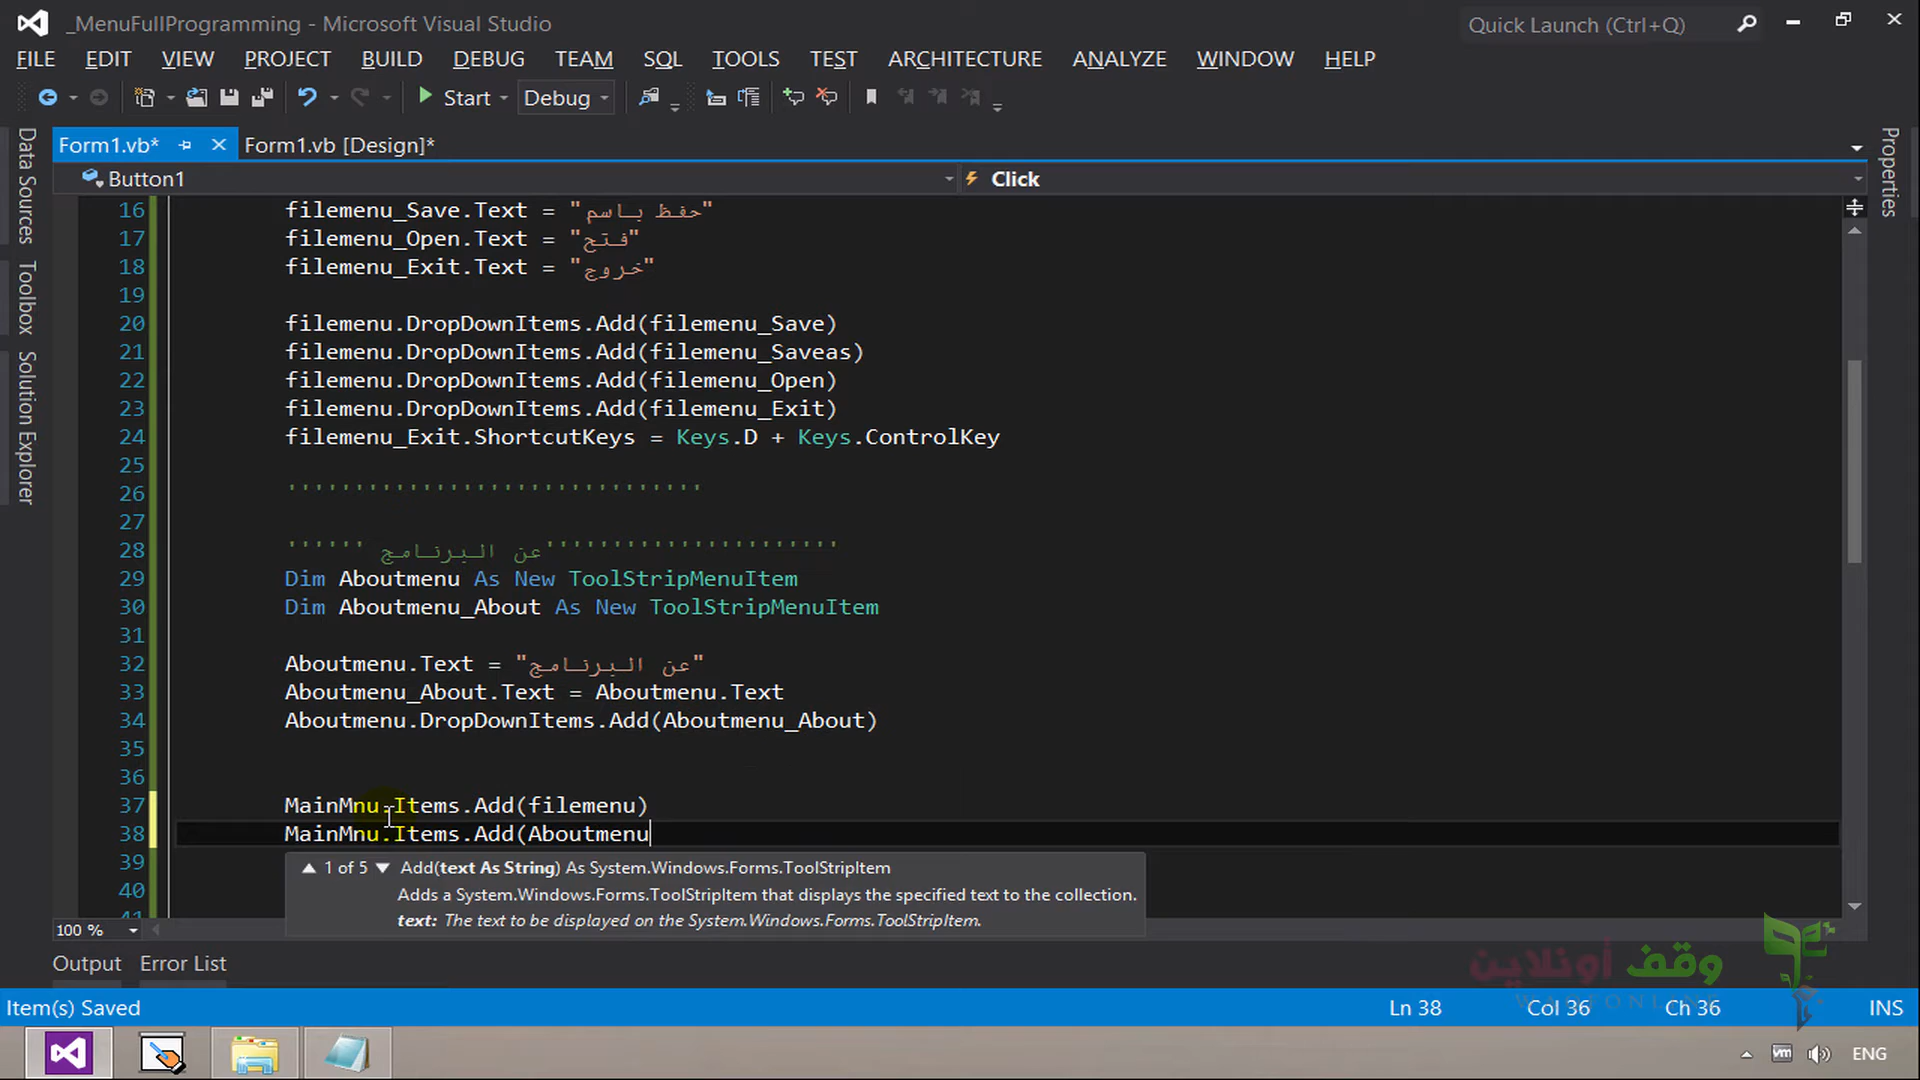 _MenuFullProgramming - Microsoft Visual Studio
Quick Launch (Ctrl+Q)
FILE EDIT VIEW PROJECT BUILD DEBUG TEAM SQL TOOLS TEST ARCHITECTURE ANALYZE WINDOW HELP
Start Debug
Form1.vb* Form1.vb [Design]*
Button1 Click
Data Sources
Toolbox
Solution Explorer
Properties
16 filemenu_Save.Text = "حفظ باسم"
17 filemenu_Open.Text = "فتح"
18 filemenu_Exit.Text = "خروج"
19
20 filemenu.DropDownItems.Add(filemenu_Save)
21 filemenu.DropDownItems.Add(filemenu_Saveas)
22 filemenu.DropDownItems.Add(filemenu_Open)
23 filemenu.DropDownItems.Add(filemenu_Exit)
24 filemenu_Exit.ShortcutKeys = Keys.D + Keys.ControlKey
25
26 '''''''''''''''''''''''''''''''
27
28 ''''''عن البرنامج''''''''''''''''''''''
29 Dim Aboutmenu As New ToolStripMenuItem
30 Dim Aboutmenu_About As New ToolStripMenuItem
31
32 Aboutmenu.Text = "عن البرنامج"
33 Aboutmenu_About.Text = Aboutmenu.Text
34 Aboutmenu.DropDownItems.Add(Aboutmenu_About)
35
36
37 MainMnu.Items.Add(filemenu)
38 MainMnu.Items.Add(Aboutmenu
39
40
41
1 of 5 Add(text As String) As System.Windows.Forms.ToolStripItem
Adds a System.Windows.Forms.ToolStripItem that displays the specified text to the collection.
text: The text to be displayed on the System.Windows.Forms.ToolStripItem.
100 %
Output Error List
وقف أونلاين
Item(s) Saved Ln 38 Col 36 Ch 36 INS
ENG